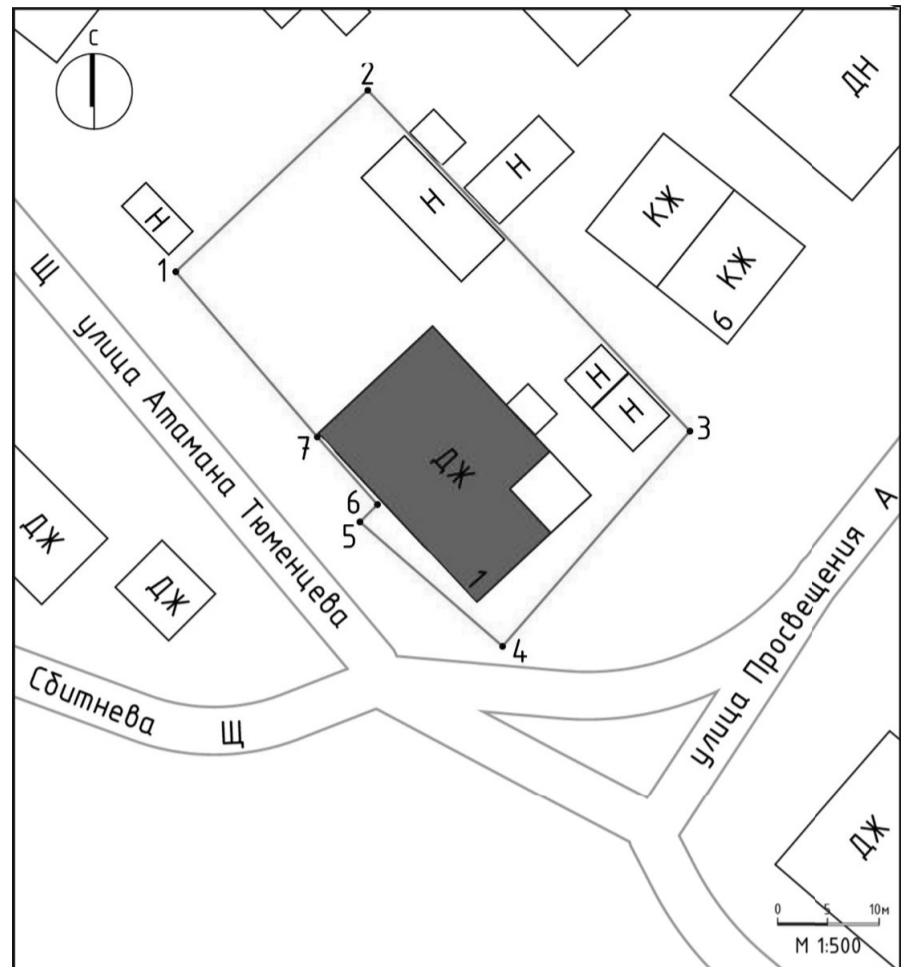 С
2
ДН
Н
Н
Н
КЖ
КЖ
6
1
Щ
улица Атамана Тюменцева
Н
Н
3
7
ДЖ
6
5
А
ДЖ
ДЖ
1
4
улица Просвещения
Сбитнева
Щ
ДЖ
0 5 10м
М 1:500